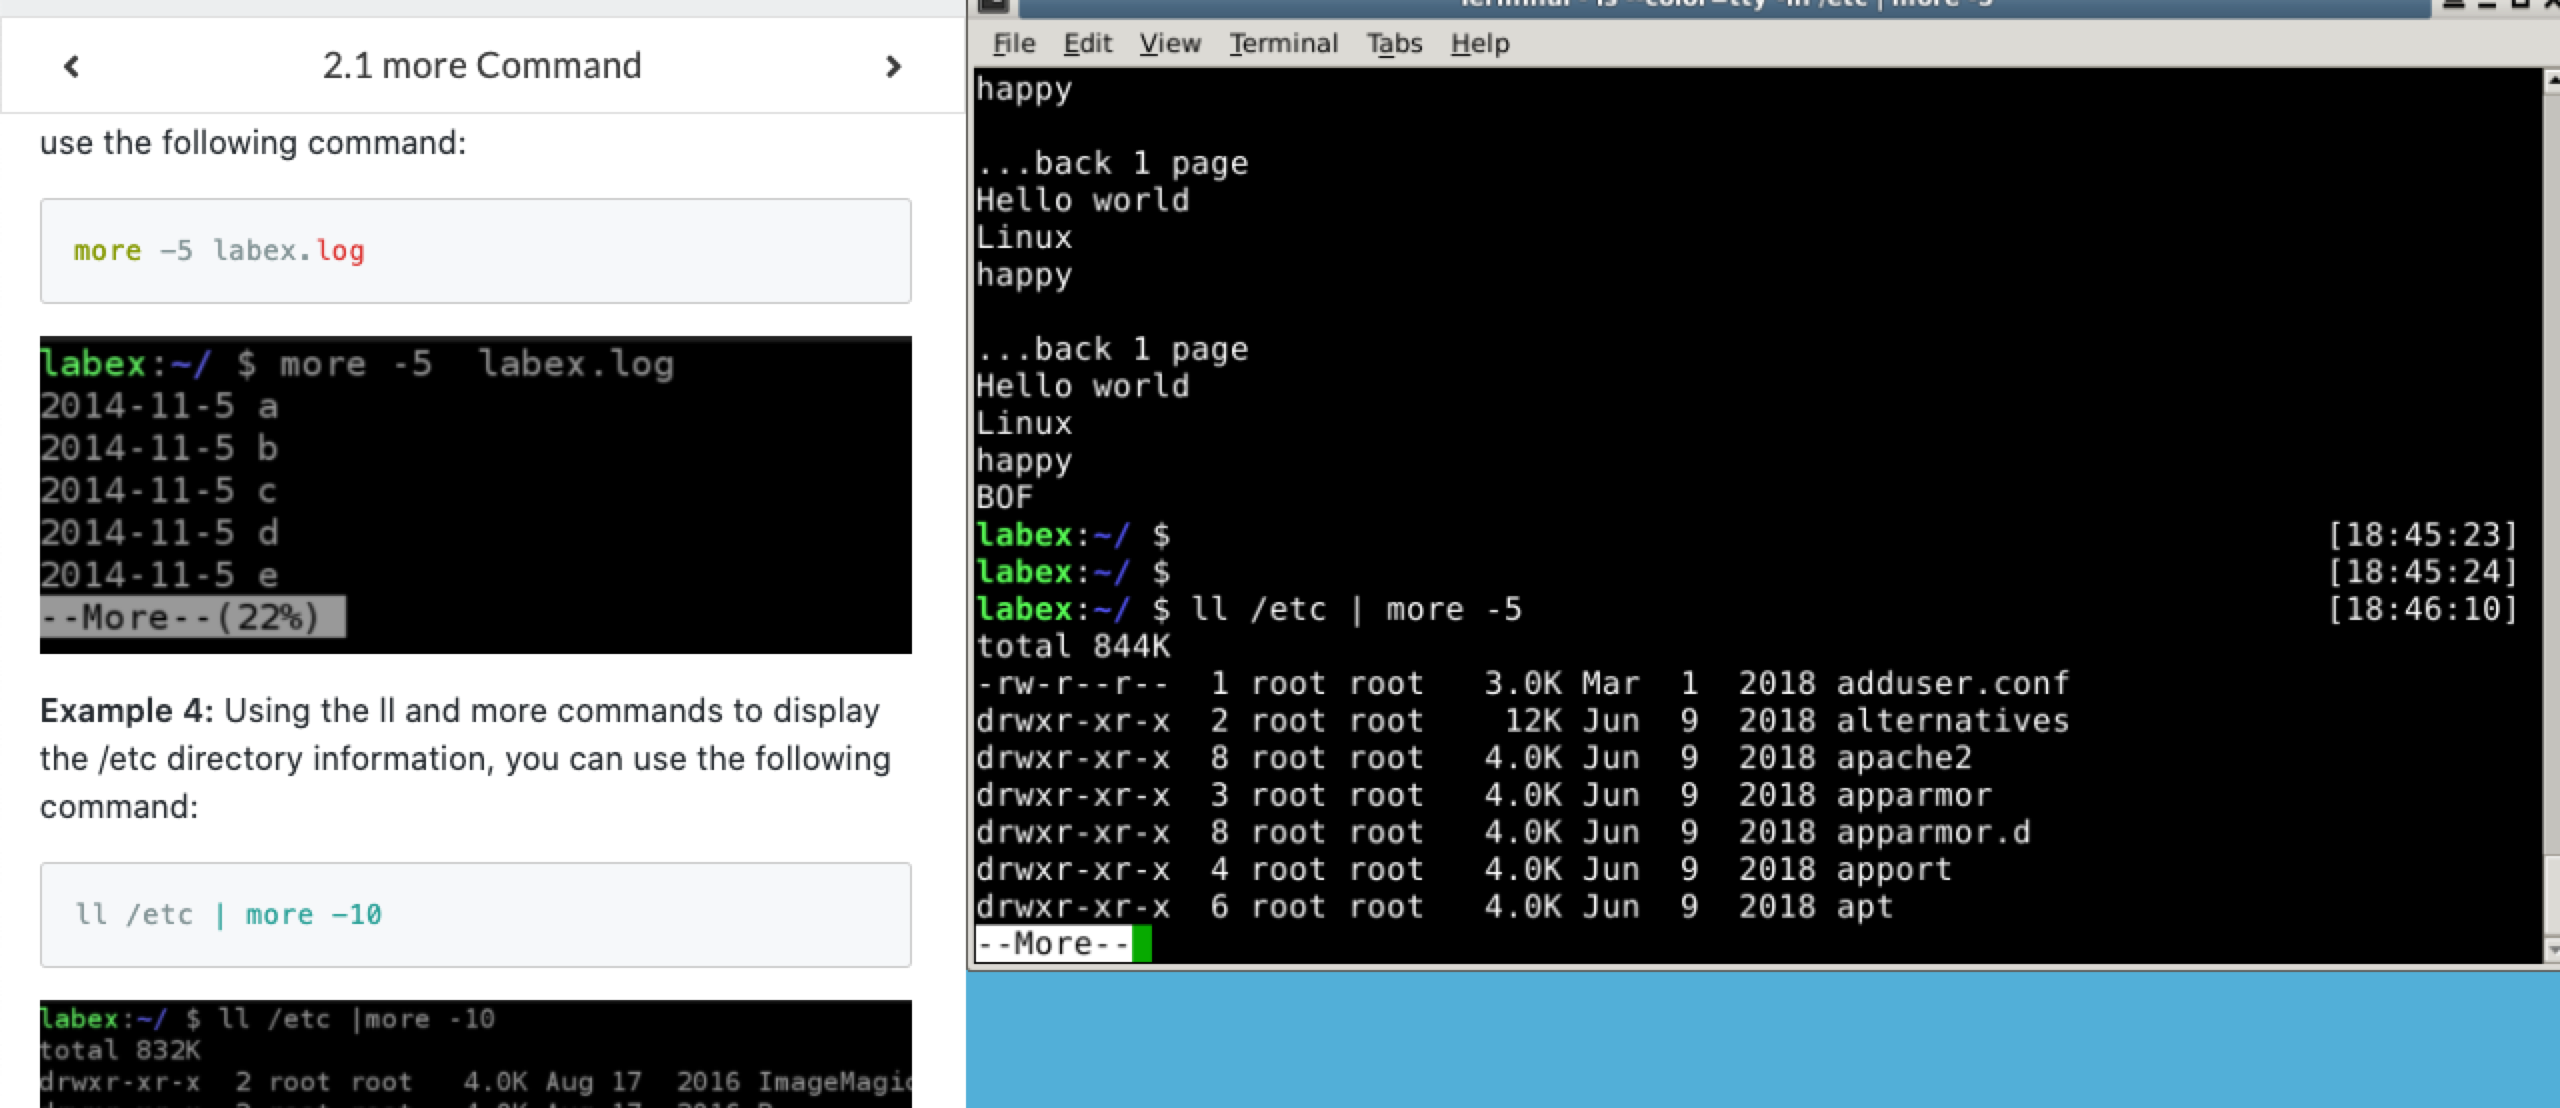 2.1 more Command
use the following command:
more -5 labex.log
labex:~/ $ more -5  labex.log
2014-11-5 a
2014-11-5 b
2014-11-5 c
2014-11-5 d
2014-11-5 e
--More--(22%)
Example 4: Using the ll and more commands to display
the /etc directory information, you can use the following
command:
ll /etc | more -10
labex:~/ $ ll /etc |more -10
total 832K
drwxr-xr-x  2 root root   4.0K Aug 17  2016 ImageMagic
File Edit View Terminal Tabs Help
happy
...back 1 page
Hello world
Linux
happy
...back 1 page
Hello world
Linux
happy
BOF
labex:~/ $ [18:45:23]
labex:~/ $ [18:45:24]
labex:~/ $ ll /etc | more -5 [18:46:10]
total 844K
-rw-r--r--  1 root root   3.0K Mar  1  2018 adduser.conf
drwxr-xr-x  2 root root    12K Jun  9  2018 alternatives
drwxr-xr-x  8 root root   4.0K Jun  9  2018 apache2
drwxr-xr-x  3 root root   4.0K Jun  9  2018 apparmor
drwxr-xr-x  8 root root   4.0K Jun  9  2018 apparmor.d
drwxr-xr-x  4 root root   4.0K Jun  9  2018 apport
drwxr-xr-x  6 root root   4.0K Jun  9  2018 apt
--More--